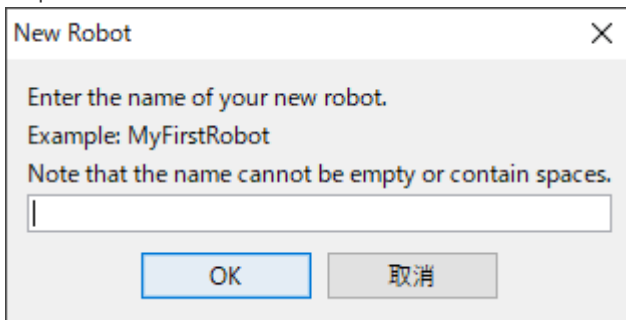 New Robot
Enter the name of your new robot.
Example: MyFirstRobot
Note that the name cannot be empty or contain spaces.
OK 取消